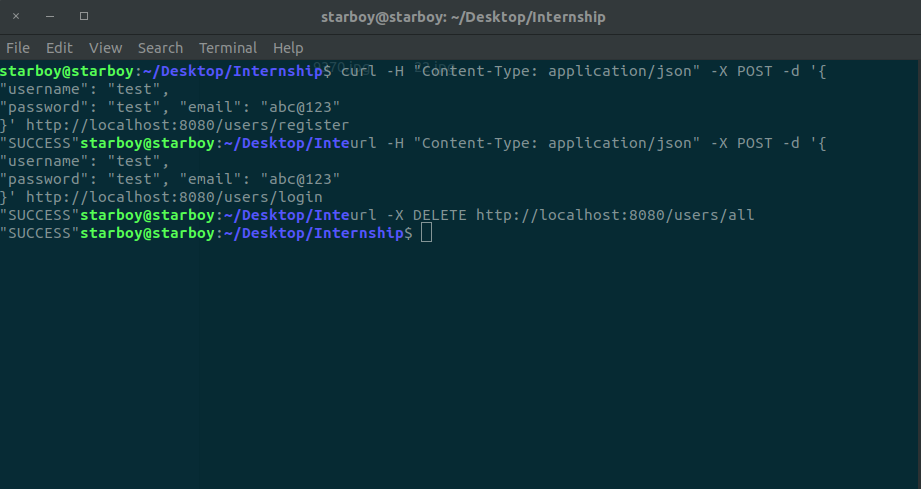 starboy@starboy: ~/Desktop/Internship
File Edit View Search Terminal Help
starboy@starboy:~/Desktop/Internship$ curl -H "Content-Type: application/json" -X POST -d '{
"username": "test",
"password": "test", "email": "abc@123"
}' http://localhost:8080/users/register
"SUCCESS"starboy@starboy:~/Desktop/Inteurl -H "Content-Type: application/json" -X POST -d '{
"username": "test",
"password": "test", "email": "abc@123"
}' http://localhost:8080/users/login
"SUCCESS"starboy@starboy:~/Desktop/Inteurl -X DELETE http://localhost:8080/users/all
"SUCCESS"starboy@starboy:~/Desktop/Internship$